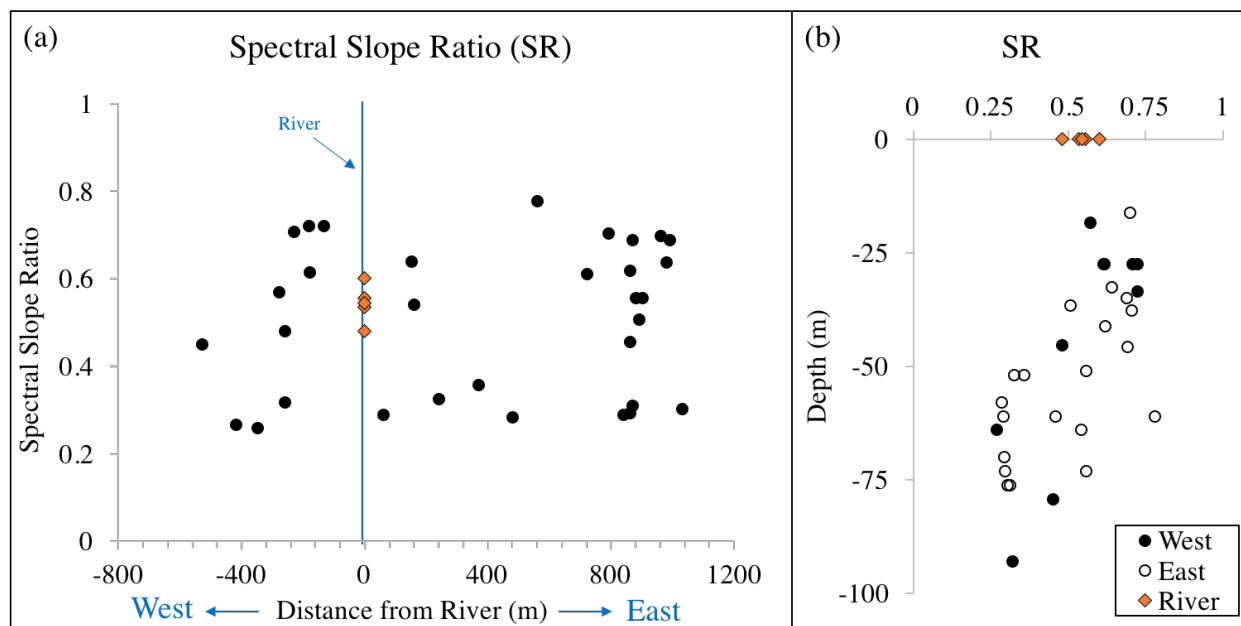 (a)
Spectral Slope Ratio (SR)
River
1
0.8
0.6
0.4
0.2
0
Spectral Slope Ratio
-800 -400 0 400 800 1200
West Distance from River (m) East
(b)
SR
0 0.25 0.5 0.75 1
0
-25
-50
-75
-100
Depth (m)
West
East
River